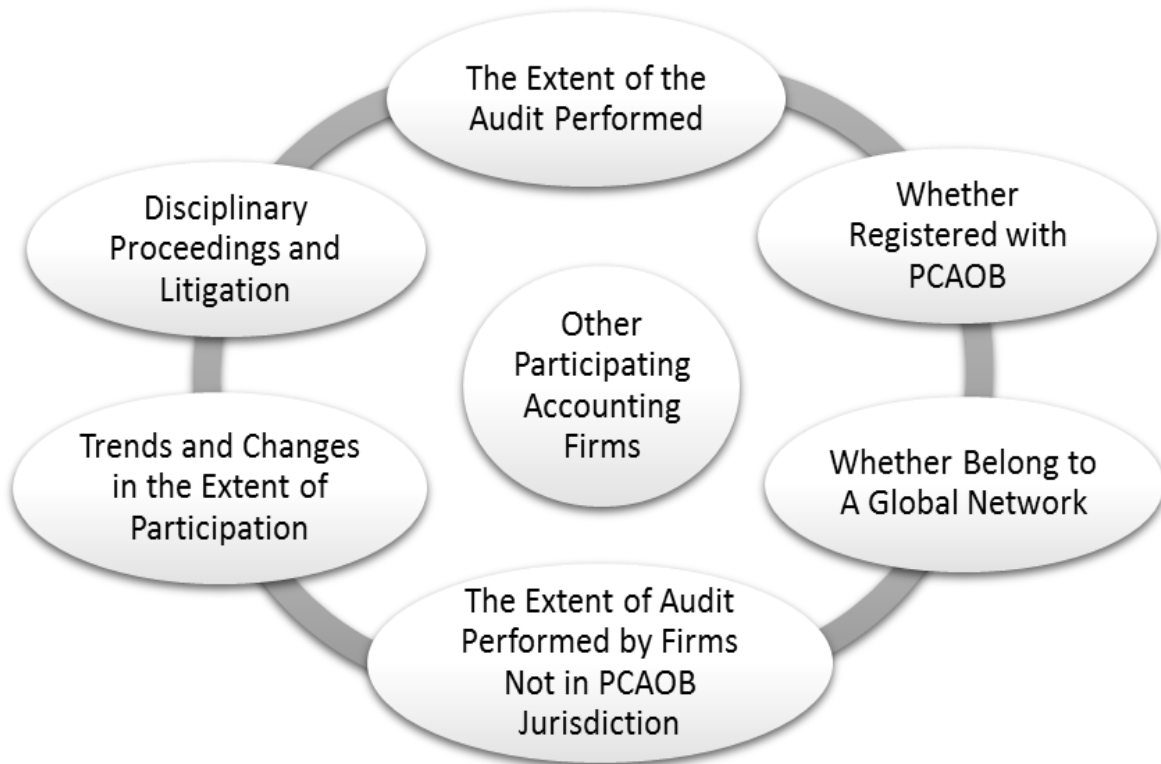 The Extent of the
Audit Performed
Whether
Registered with
PCAOB
Whether Belong to
A Global Network
The Extent of Audit
Performed by Firms
Not in PCAOB
Jurisdiction
Trends and Changes
in the Extent of
Participation
Disciplinary
Proceedings and
Litigation
Other
Participating
Accounting
Firms